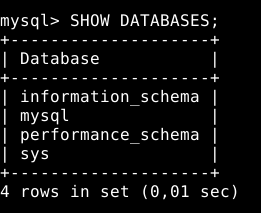 mysql> SHOW DATABASES;
+--------------------+
| Database           |
+--------------------+
| information_schema |
| mysql              |
| performance_schema |
| sys                |
+--------------------+
4 rows in set (0,01 sec)